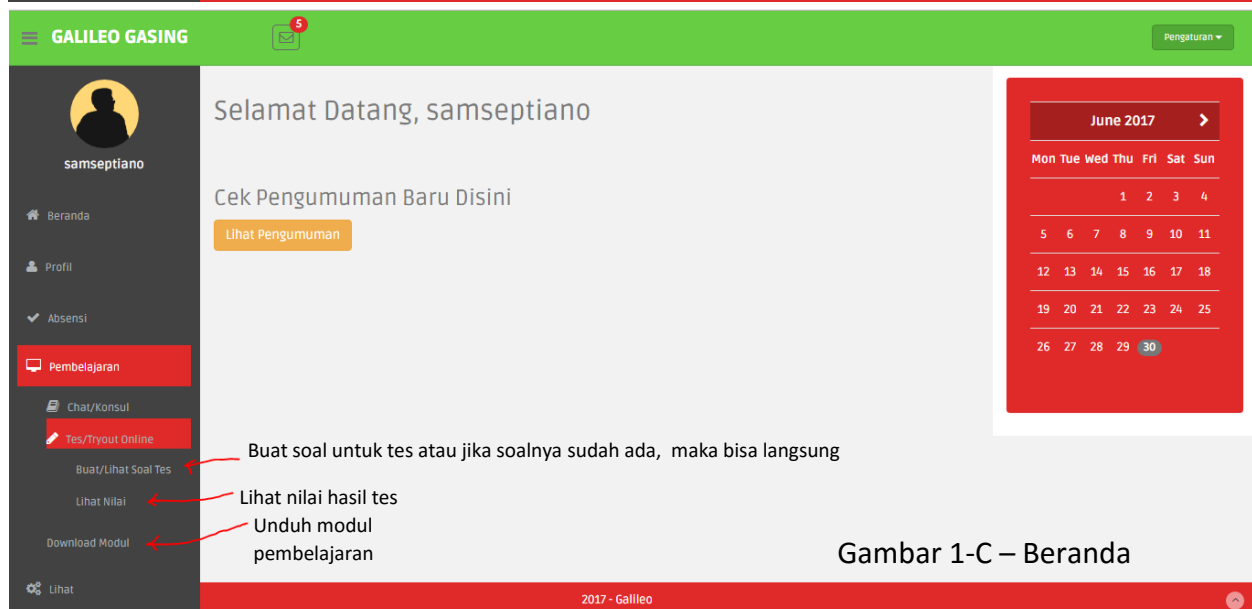 GALILEO GASING
5
Pengaturan
samseptiano
Beranda
Profil
Absensi
Pembelajaran
Chat/Konsul
Tes/Tryout Online
Buat/Lihat Soal Tes
Lihat Nilai
Download Modul
Lihat
Selamat Datang, samseptiano
Cek Pengumuman Baru Disini
Lihat Pengumuman
June 2017
Mon Tue Wed Thu Fri Sat Sun
1 2 3 4
5 6 7 8 9 10 11
12 13 14 15 16 17 18
19 20 21 22 23 24 25
26 27 28 29 30
Buat soal untuk tes atau jika soalnya sudah ada, maka bisa langsung
Lihat nilai hasil tes
Unduh modul
pembelajaran
Gambar 1-C – Beranda
2017 - Galileo